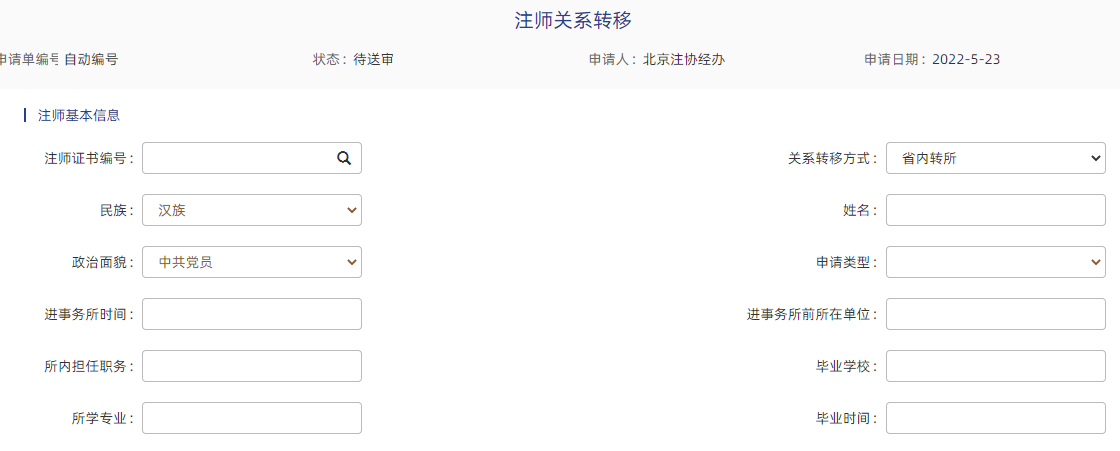 注师关系转移
申请单编号 自动编号 状态：待送审 申请人：北京注协经办 申请日期：2022-5-23
注师基本信息
注师证书编号： 关系转移方式： 省内转所
民族： 汉族 姓名：
政治面貌： 中共党员 申请类型：
进事务所时间： 进事务所前所在单位：
所内担任职务： 毕业学校：
所学专业： 毕业时间：